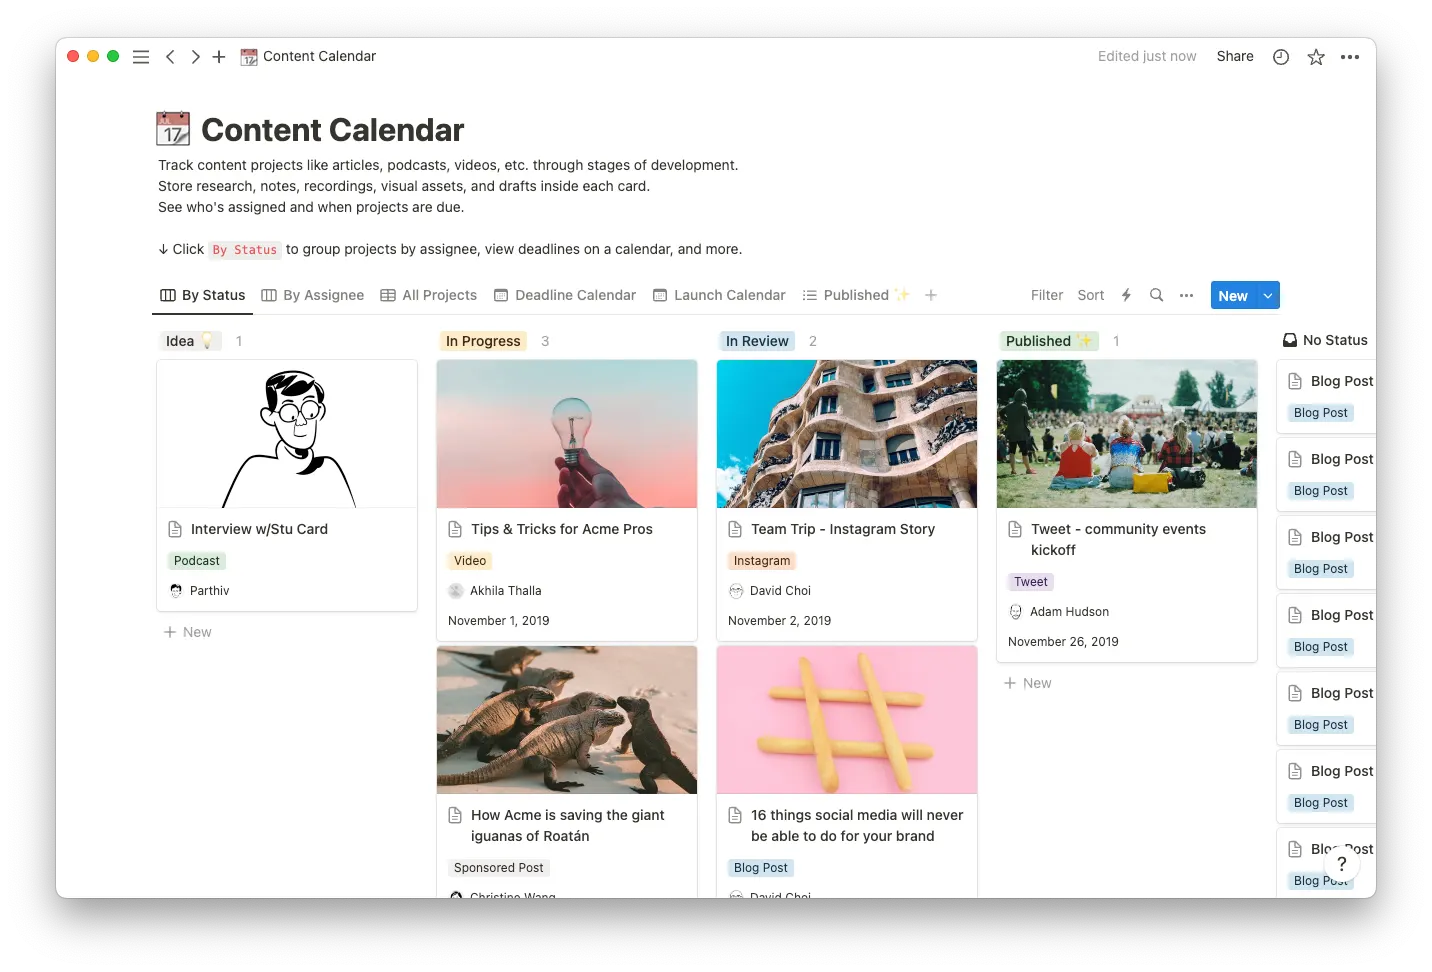 Content Calendar
Edited just now
Share
Content Calendar
Track content projects like articles, podcasts, videos, etc. through stages of development.
Store research, notes, recordings, visual assets, and drafts inside each card.
See who's assigned and when projects are due.
↓ Click By Status to group projects by assignee, view deadlines on a calendar, and more.
By Status
By Assignee
All Projects
Deadline Calendar
Launch Calendar
Published ✨
Filter
Sort
New
Idea 💡 1
Interview w/Stu Card
Podcast
Parthiv
New
In Progress 3
Tips & Tricks for Acme Pros
Video
Akhila Thalla
November 1, 2019
How Acme is saving the giant
iguanas of Roatán
Sponsored Post
Christine Wang
In Review 2
Team Trip - Instagram Story
Instagram
David Choi
November 2, 2019
16 things social media will never
be able to do for your brand
Blog Post
David Choi
Published ✨ 1
Tweet - community events
kickoff
Tweet
Adam Hudson
November 26, 2019
New
No Status
Blog Post
Blog Post
Blog Post
Blog Post
Blog Post
Blog Post
Blog Post
Blog Post
Blog Post
Blog Post
Blog Post
Blog Post
Blog Post
Blog Post
?